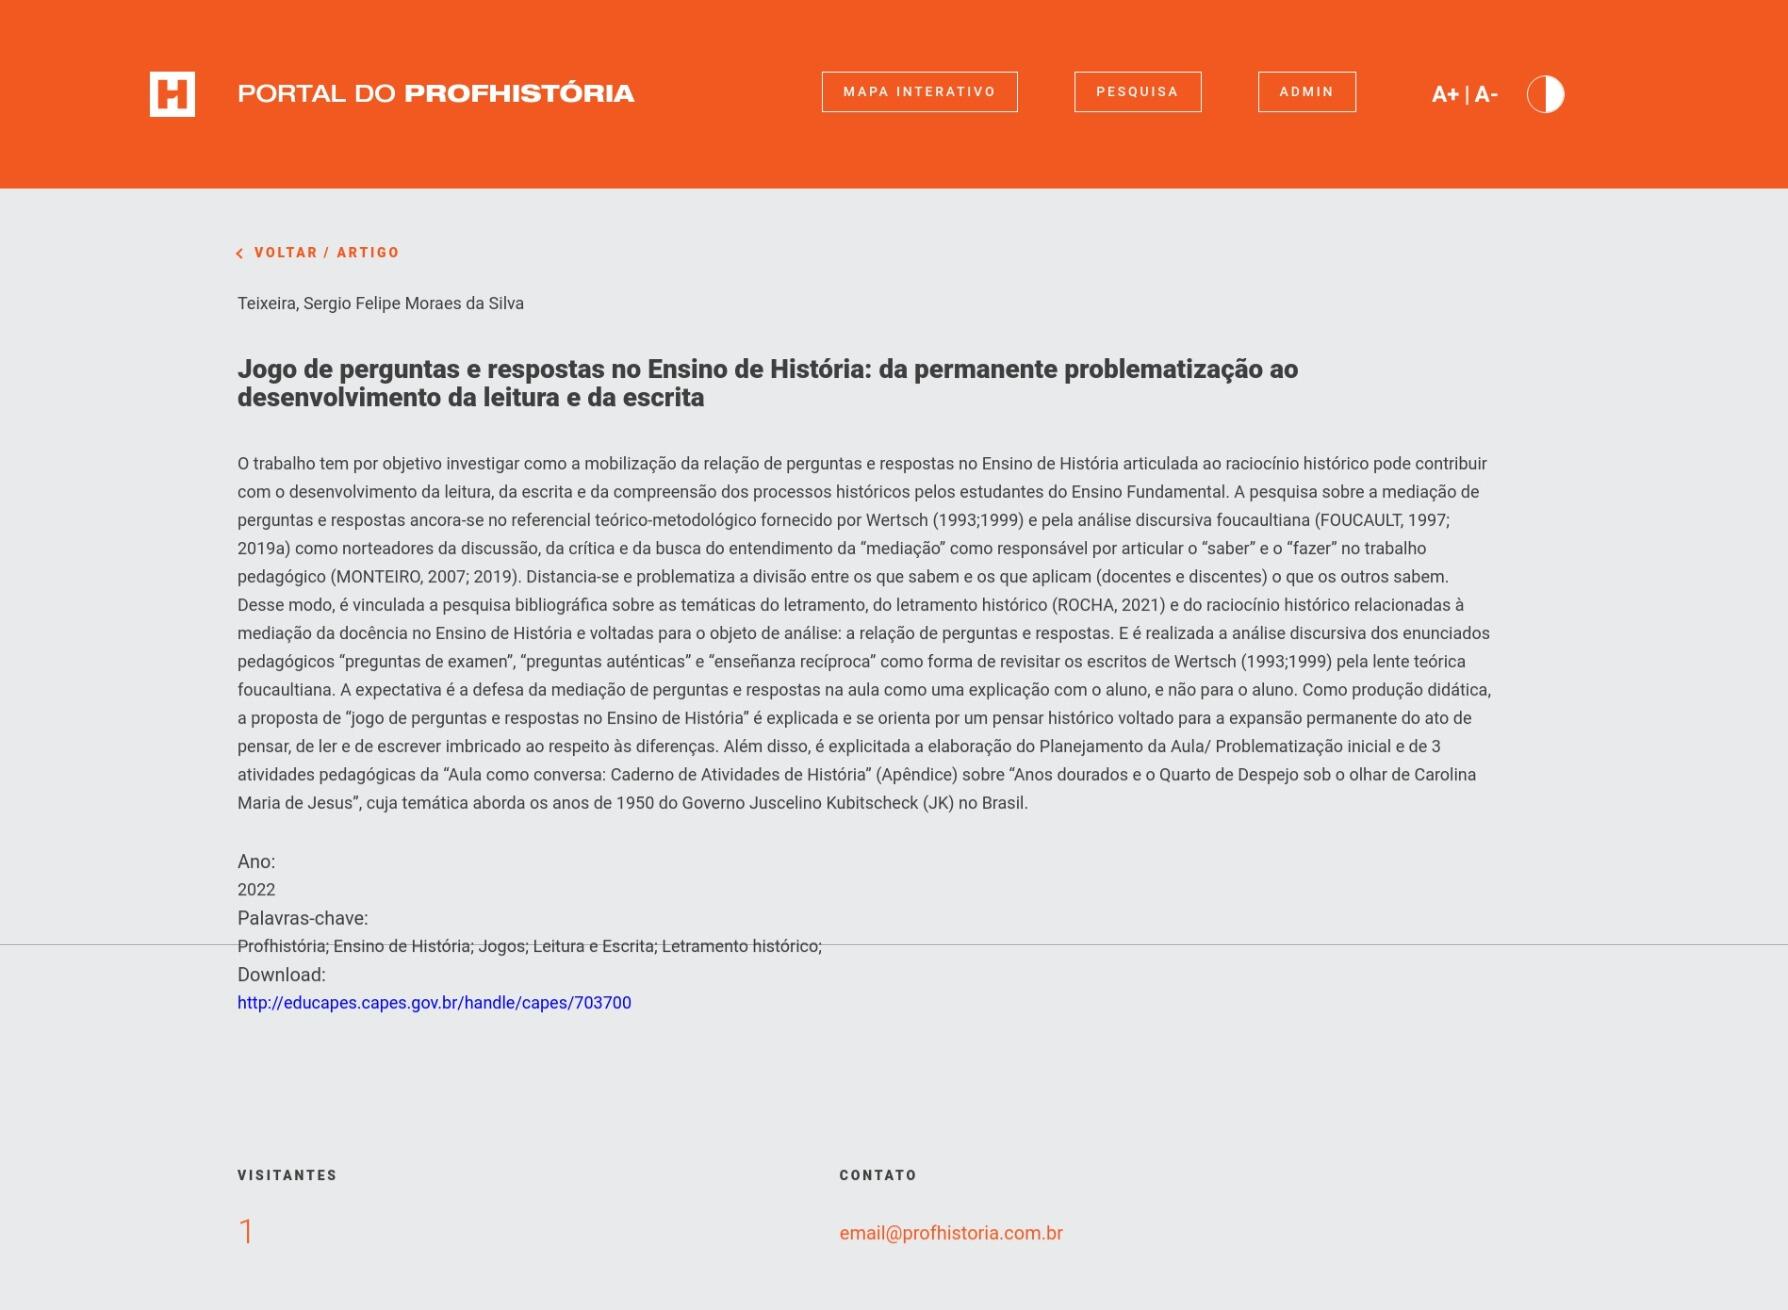 H
PORTAL DO PROFHISTÓRIA
MAPA INTERATIVO
PESQUISA
ADMIN
A+ | A-
VOLTAR / ARTIGO
Teixeira, Sergio Felipe Moraes da Silva
Jogo de perguntas e respostas no Ensino de História: da permanente problematização ao
desenvolvimento da leitura e da escrita
O trabalho tem por objetivo investigar como a mobilização da relação de perguntas e respostas no Ensino de História articulada ao raciocínio histórico pode contribuir
com o desenvolvimento da leitura, da escrita e da compreensão dos processos históricos pelos estudantes do Ensino Fundamental. A pesquisa sobre a mediação de
perguntas e respostas ancora-se no referencial teórico-metodológico fornecido por Wertsch (1993;1999) e pela análise discursiva foucaultiana (FOUCAULT, 1997;
2019a) como norteadores da discussão, da crítica e da busca do entendimento da “mediação” como responsável por articular o “saber” e o “fazer” no trabalho
pedagógico (MONTEIRO, 2007; 2019). Distancia-se e problematiza a divisão entre os que sabem e os que aplicam (docentes e discentes) o que os outros sabem.
Desse modo, é vinculada a pesquisa bibliográfica sobre as temáticas do letramento, do letramento histórico (ROCHA, 2021) e do raciocínio histórico relacionadas à
mediação da docência no Ensino de História e voltadas para o objeto de análise: a relação de perguntas e respostas. E é realizada a análise discursiva dos enunciados
pedagógicos “preguntas de examen”, “preguntas auténticas” e “enseñanza recíproca” como forma de revisitar os escritos de Wertsch (1993;1999) pela lente teórica
foucaultiana. A expectativa é a defesa da mediação de perguntas e respostas na aula como uma explicação com o aluno, e não para o aluno. Como produção didática,
a proposta de “jogo de perguntas e respostas no Ensino de História” é explicada e se orienta por um pensar histórico voltado para a expansão permanente do ato de
pensar, de ler e de escrever imbricado ao respeito às diferenças. Além disso, é explicitada a elaboração do Planejamento da Aula/ Problematização inicial e de 3
atividades pedagógicas da “Aula como conversa: Caderno de Atividades de História” (Apêndice) sobre “Anos dourados e o Quarto de Despejo sob o olhar de Carolina
Maria de Jesus”, cuja temática aborda os anos de 1950 do Governo Juscelino Kubitscheck (JK) no Brasil.
Ano:
2022
Palavras-chave:
Profhistória; Ensino de História; Jogos; Leitura e Escrita; Letramento histórico;
Download:
http://educapes.capes.gov.br/handle/capes/703700
VISITANTES
1
CONTATO
email@profhistoria.com.br